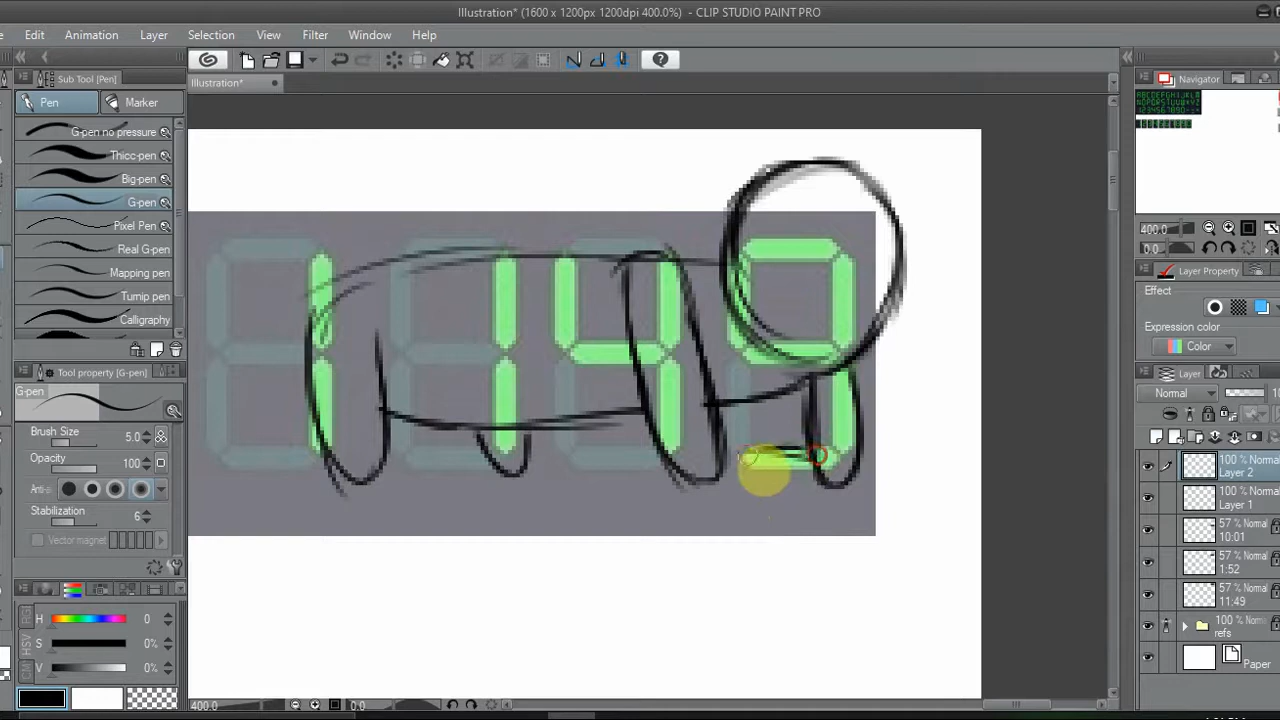 Illustration* (1600 x 1200px 1200dpi 400.0%) - CLIP STUDIO PAINT PRO
Edit Animation Layer Selection View Filter Window Help
Sub Tool [Pen]
Illustration*
Navigator
Pen Marker
G-pen no pressure
Thicc-pen
Big-pen
G-pen
Pixel Pen
Real G-pen
Mapping pen
Turnip pen
Calligraphy
Tool property [G-pen]
G-pen
Brush Size 5.0
Opacity 100
Anti-
Stabilization 6
Vector magnet
H 0
S 0%
V 0%
1149
400.0 0.0
400.0
0.0
Layer Property
Effect
Expression color
Color
Layer
Normal
100 % Normal
Layer 2
100 % Normal
Layer 1
57 % Normal
10:01
57 % Normal
1:52
57 % Normal
11:49
100 % Normal
refs
Paper